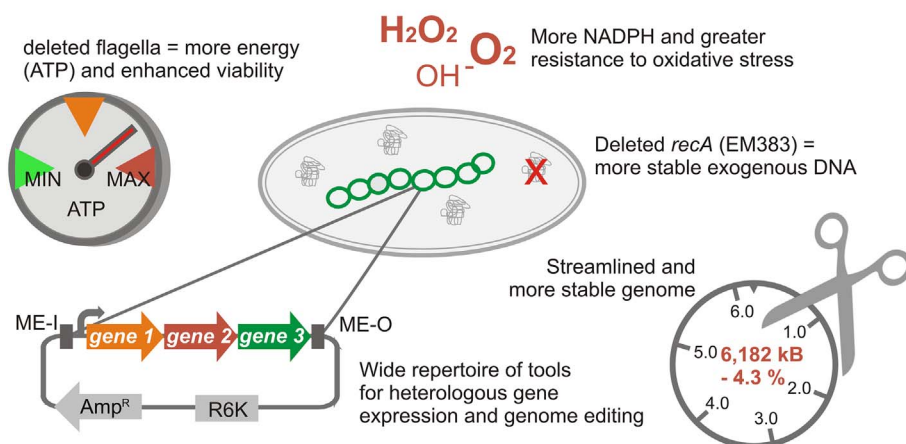 deleted flagella = more energy
(ATP) and enhanced viability
MIN
MAX
ATP
H2O2
O2
OH-
More NADPH and greater
resistance to oxidative stress
X
Deleted recA (EM383) =
more stable exogenous DNA
Streamlined and
more stable genome
6.0
1.0
2.0
3.0
4.0
5.0
6,182 kB
- 4.3 %
ME-I
gene 1
gene 2
gene 3
ME-O
AmpR
R6K
Wide repertoire of tools
for heterologous gene
expression and genome editing